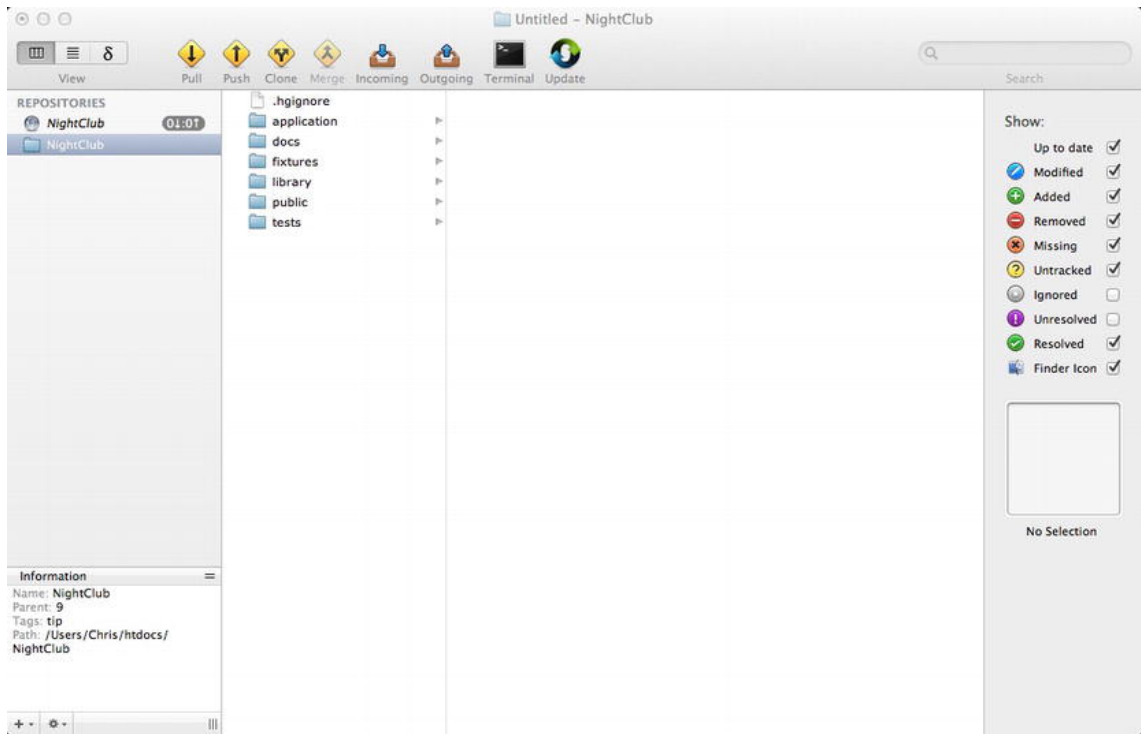 Untitled – NightClub
δ
View Pull Push Clone Merge Incoming Outgoing Terminal Update Search
REPOSITORIES
NightClub
NightClub
.hgignore
application
docs
fixtures
library
public
tests
Show:
Up to date
Modified
Added
Removed
Missing
Untracked
Ignored
Unresolved
Resolved
Finder Icon
No Selection
Information
Name: NightClub
Parent: 9
Tags: tip
Path: /Users/Chris/htdocs/
NightClub